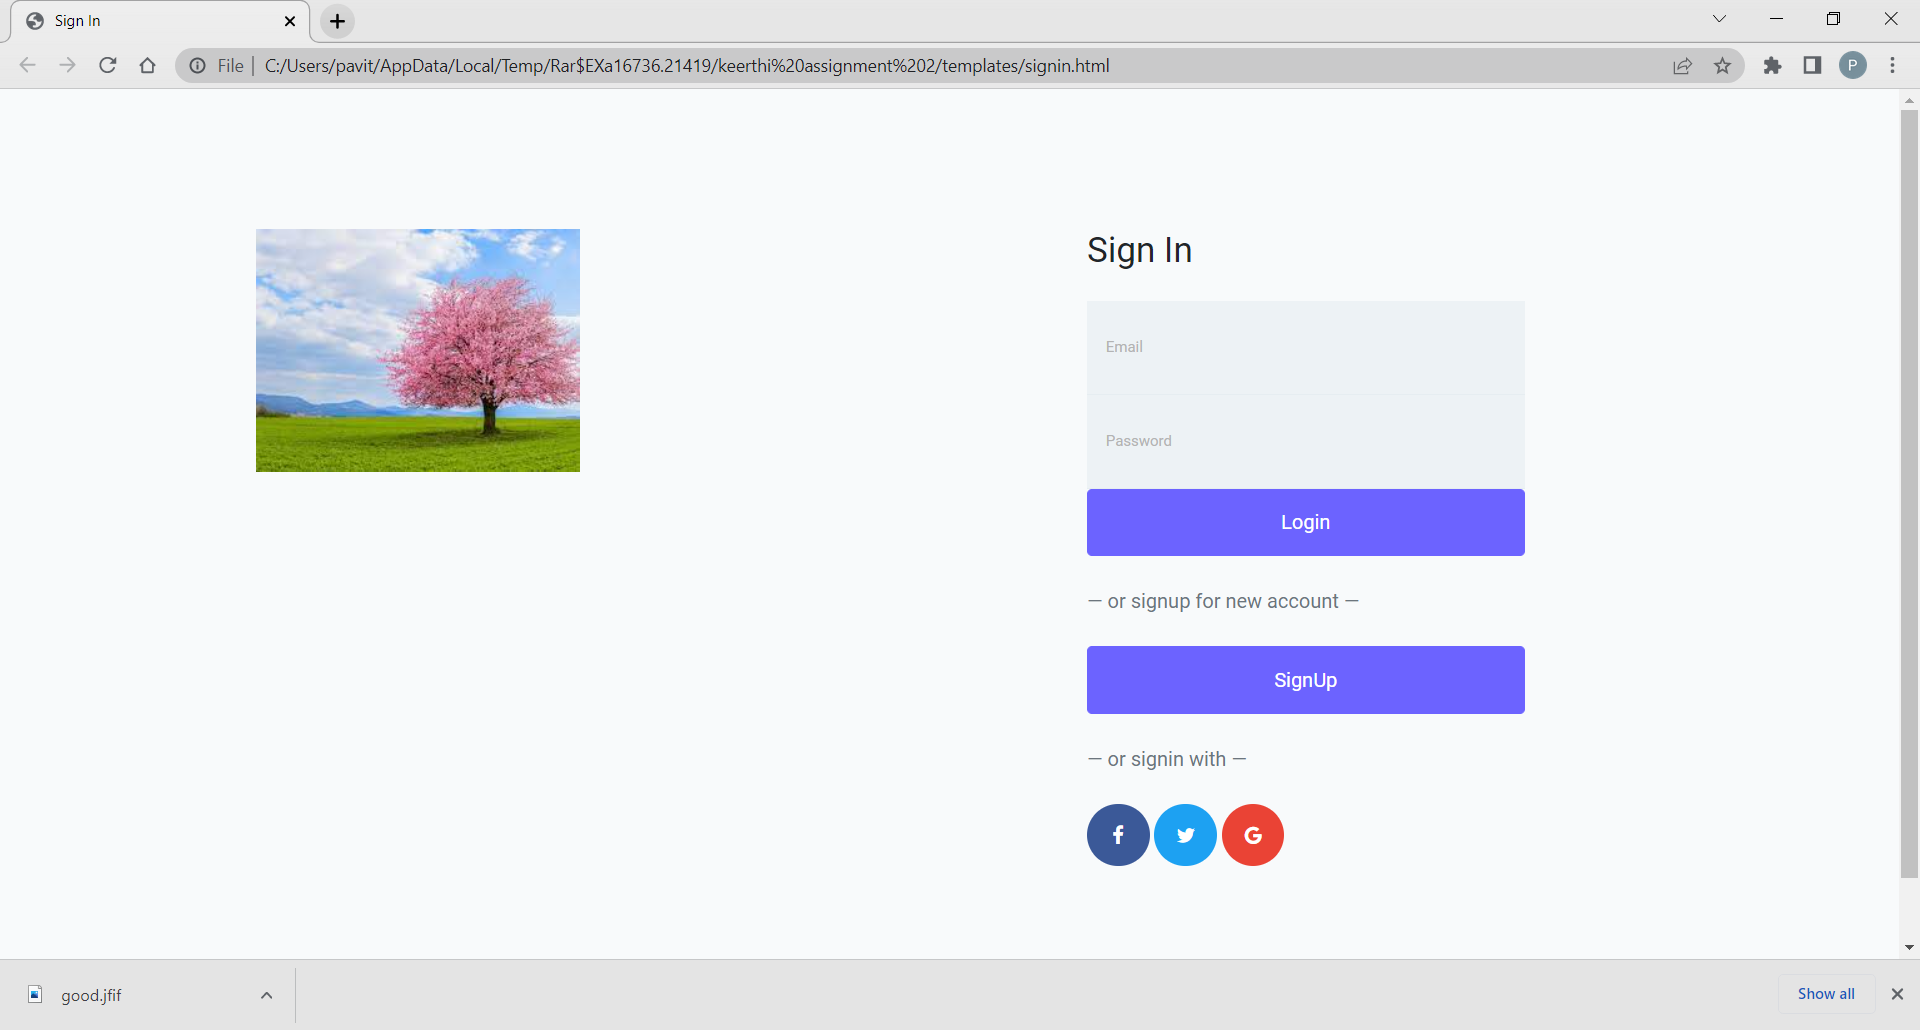 Sign In
File | C:/Users/pavit/AppData/Local/Temp/Rar$EXa16736.21419/keerthi%20assignment%202/templates/signin.html
P
Sign In
Email
Password
Login
— or signup for new account —
SignUp
— or signin with —
f
G
good.jfif
Show all